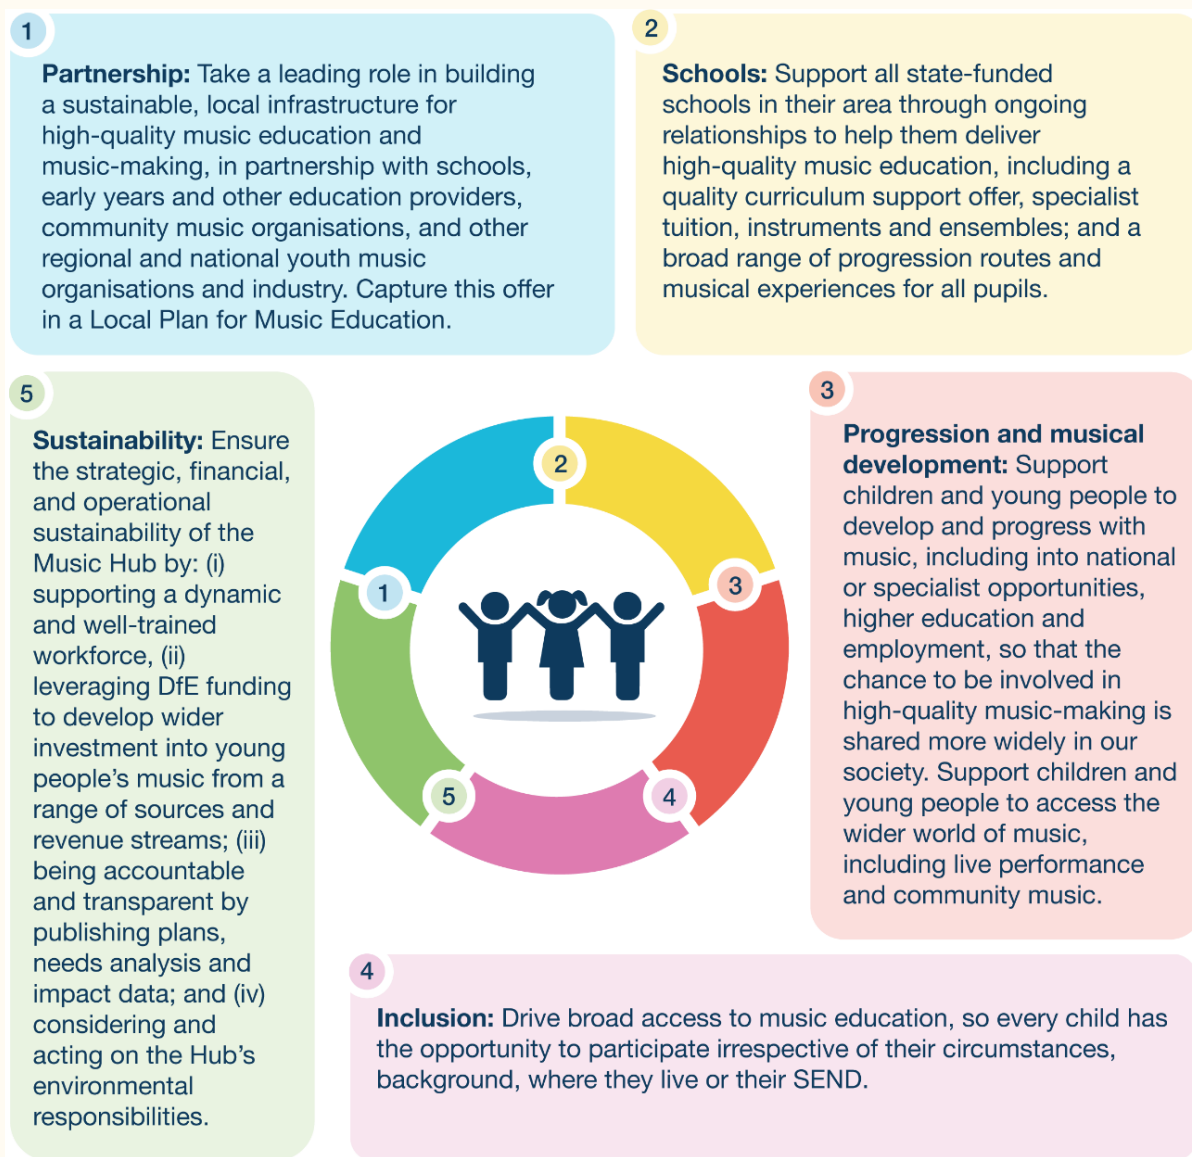 1
Partnership: Take a leading role in building
a sustainable, local infrastructure for
high-quality music education and
music-making, in partnership with schools,
early years and other education providers,
community music organisations, and other
regional and national youth music
organisations and industry. Capture this offer
in a Local Plan for Music Education.
2
Schools: Support all state-funded
schools in their area through ongoing
relationships to help them deliver
high-quality music education, including a
quality curriculum support offer, specialist
tuition, instruments and ensembles; and a
broad range of progression routes and
musical experiences for all pupils.
3
Progression and musical
development: Support
children and young people to
develop and progress with
music, including into national
or specialist opportunities,
higher education and
employment, so that the
chance to be involved in
high-quality music-making is
shared more widely in our
society. Support children and
young people to access the
wider world of music,
including live performance
and community music.
4
Inclusion: Drive broad access to music education, so every child has
the opportunity to participate irrespective of their circumstances,
background, where they live or their SEND.
5
Sustainability: Ensure
the strategic, financial,
and operational
sustainability of the
Music Hub by: (i)
supporting a dynamic
and well-trained
workforce, (ii)
leveraging DfE funding
to develop wider
investment into young
people’s music from a
range of sources and
revenue streams; (iii)
being accountable
and transparent by
publishing plans,
needs analysis and
impact data; and (iv)
considering and
acting on the Hub’s
environmental
responsibilities.
1
2
3
4
5